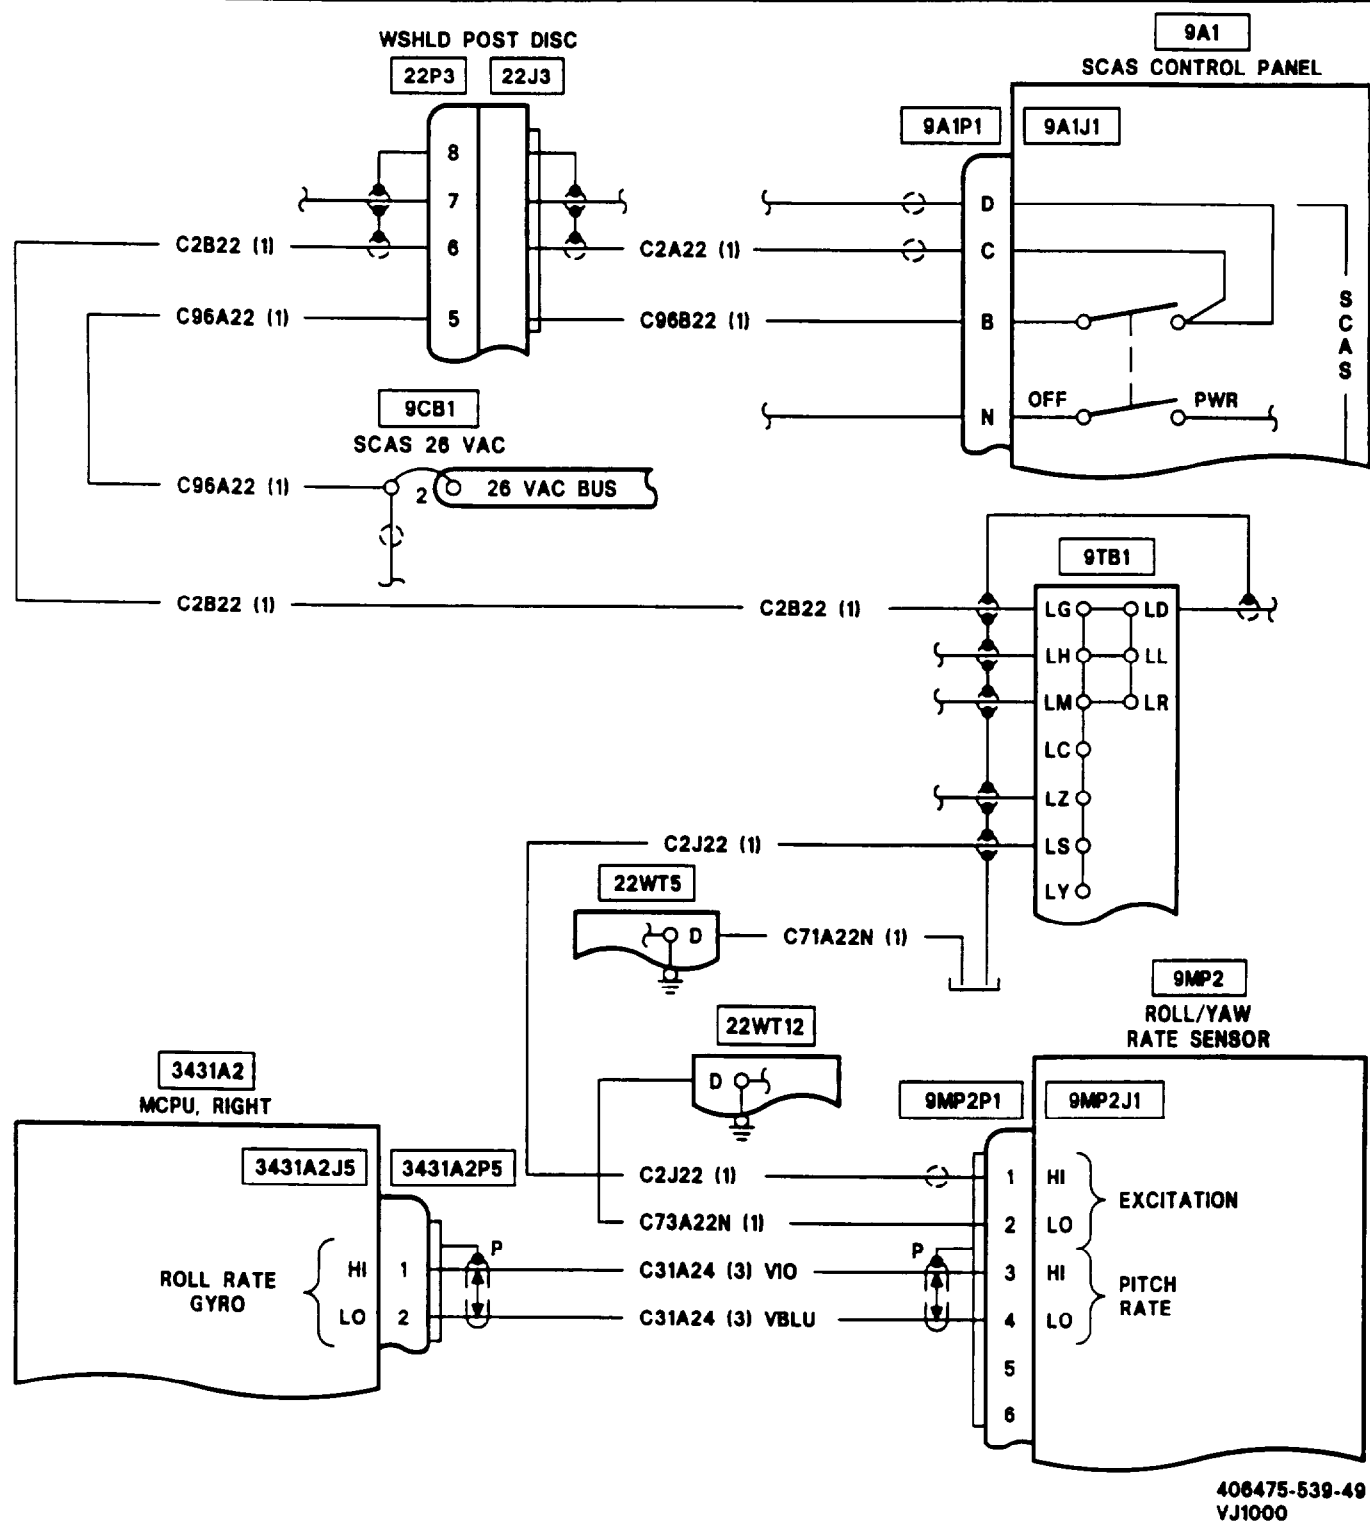 WSHLD POST DISC
22P3 22J3
9A1
SCAS CONTROL PANEL
9A1P1 9A1J1
8
7
D
C2B22 (1) 6 C2A22 (1) C
C96A22 (1) 5 C96B22 (1) B
SCAS
9CB1
SCAS 26 VAC
N OFF PWR
C96A22 (1) 2 26 VAC BUS
9TB1
C2B22 (1) C2B22 (1) LG LD
LH LL
LM LR
LC
LZ
C2J22 (1) LS
22WT5
LY
D C71A22N (1)
9MP2
ROLL/YAW
RATE SENSOR
22WT12
3431A2
MCPU, RIGHT
D
9MP2P1 9MP2J1
3431A2J5 3431A2P5
C2J22 (1) 1 HI
EXCITATION
C73A22N (1) 2 LO
P P
ROLL RATE
GYRO
HI 1 C31A24 (3) VIO 3 HI
PITCH
RATE
LO 2 C31A24 (3) VBLU 4 LO
5
6
406475-539-49
VJ1000